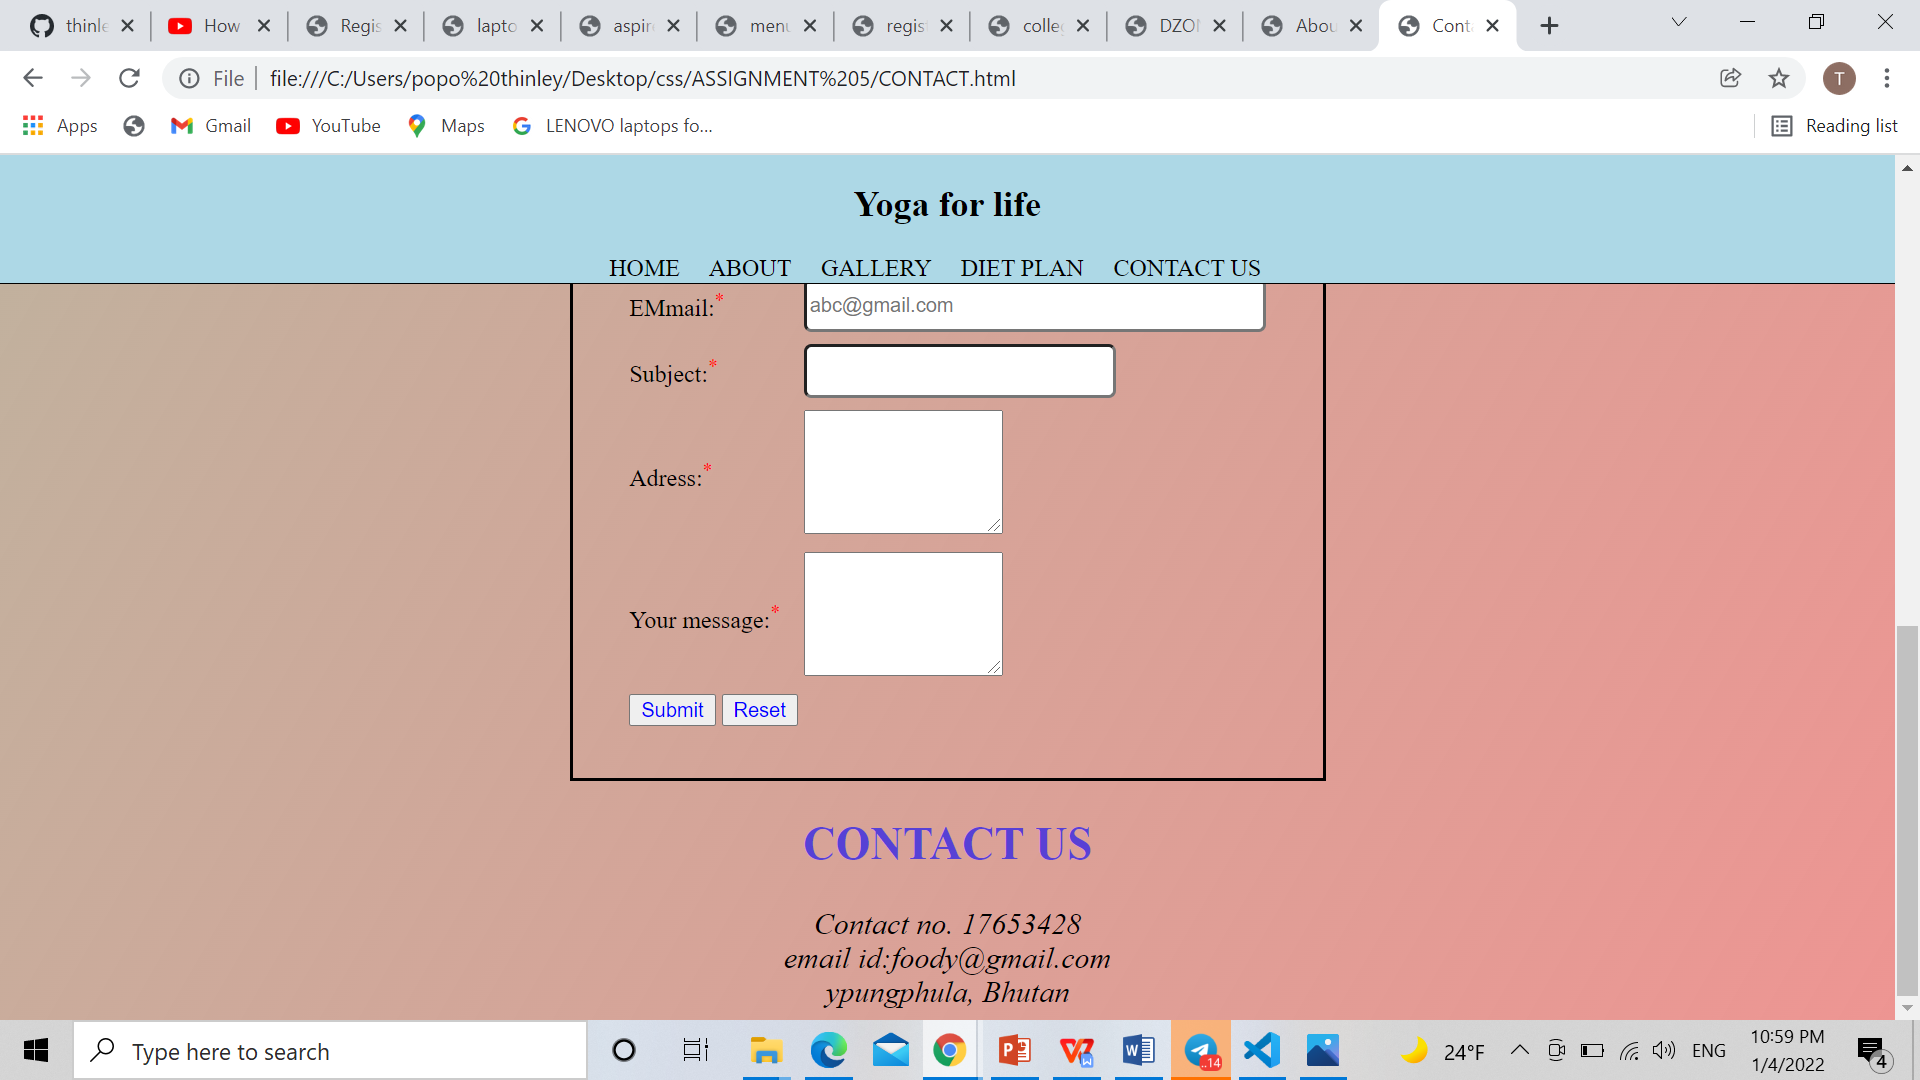 thinle How Regis lapto aspir menu regis colle DZO Abou Cont
File file:///C:/Users/popo%20thinley/Desktop/css/ASSIGNMENT%205/CONTACT.html T
Apps Gmail YouTube Maps LENOVO laptops fo... Reading list
Yoga for life
HOME ABOUT GALLERY DIET PLAN CONTACT US
EMmail:* abc@gmail.com
Subject:*
Adress:*
Your message:*
Submit Reset
CONTACT US
Contact no. 17653428
email id:foody@gmail.com
ypungphula, Bhutan
Type here to search ..14 24°F ENG 10:59 PM
1/4/2022 4